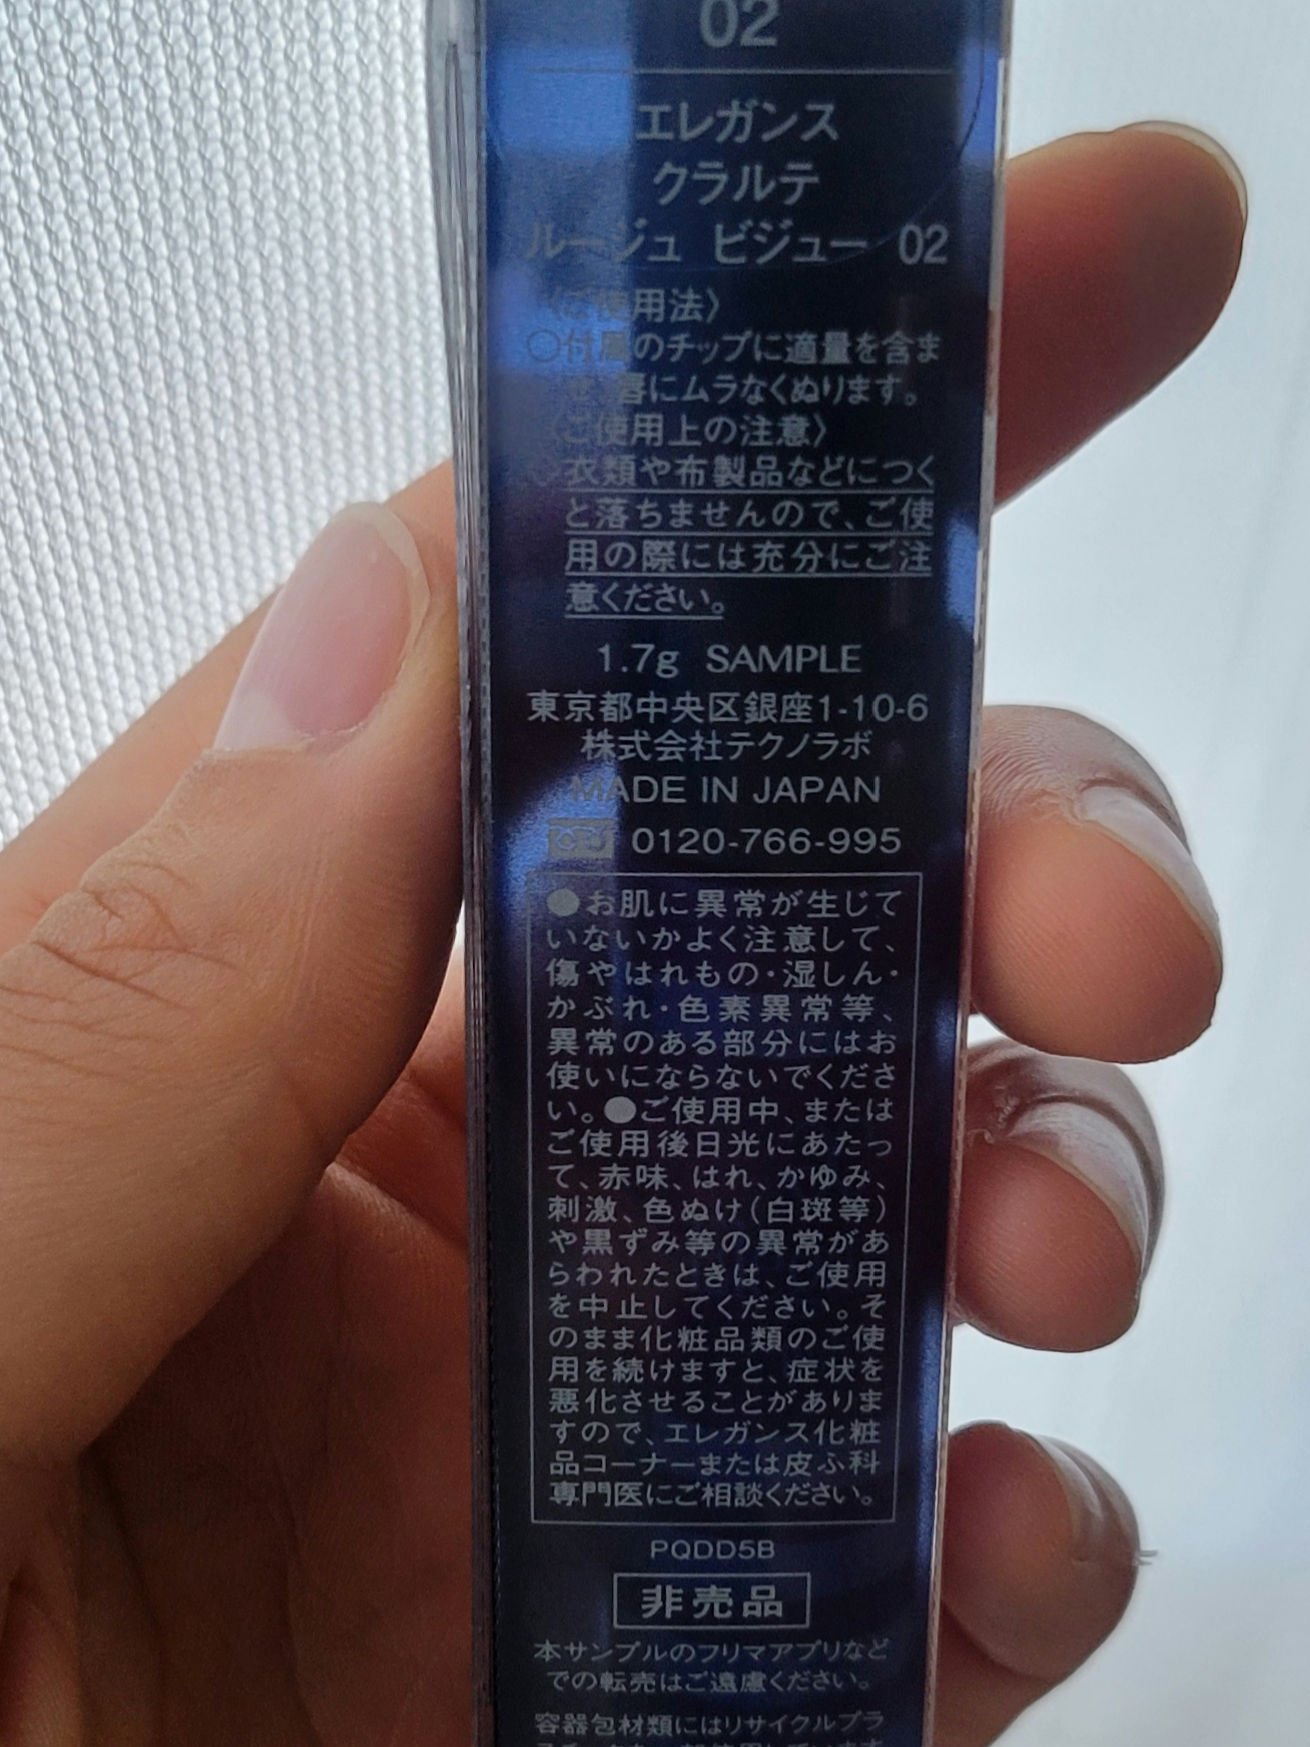 02
エレガンス
クラルテ
ルージュ ビジュー 02
〈ご使用法〉
○付属のチップに適量を含ま
せ、唇にムラなくぬります。
〈ご使用上の注意〉
○衣類や布製品などにつく
と落ちませんので、ご使
用の際には充分にご注
意ください。
1.7g SAMPLE
東京都中央区銀座1-10-6
株式会社テクノラボ
MADE IN JAPAN
0120-766-995
●お肌に異常が生じて
いないかよく注意して、
傷やはれもの・湿しん・
かぶれ・色素異常等、
異常のある部分にはお
使いにならないでくださ
い。●ご使用中、または
ご使用後日光にあたっ
て、赤味、はれ、かゆみ、
刺激、色ぬけ(白斑等)
や黒ずみ等の異常があ
らわれたときは、ご使用
を中止してください。そ
のまま化粧品類のご使
用を続けますと、症状を
悪化させることがありま
すので、エレガンス化粧
品コーナーまたは皮ふ科
専門医にご相談ください。
PQDD5B
非売品
本サンプルのフリマアプリなど
での転売はご遠慮ください。
容器包材類にはリサイクルプラ